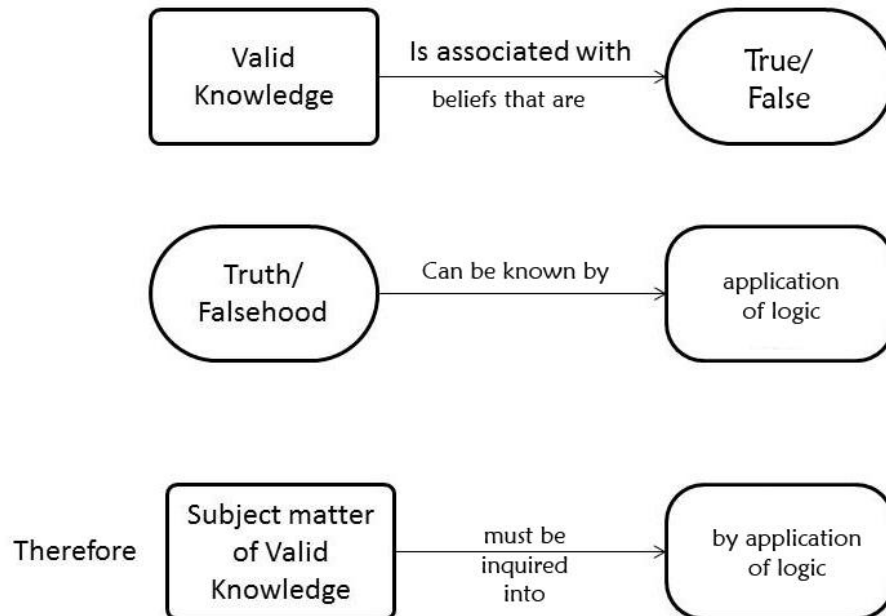 Valid
Knowledge
Is associated with
beliefs that are
True/
False
Truth/
Falsehood
Can be known by
application
of logic
Therefore
Subject matter
of Valid
Knowledge
must be
inquired
into
by application
of logic